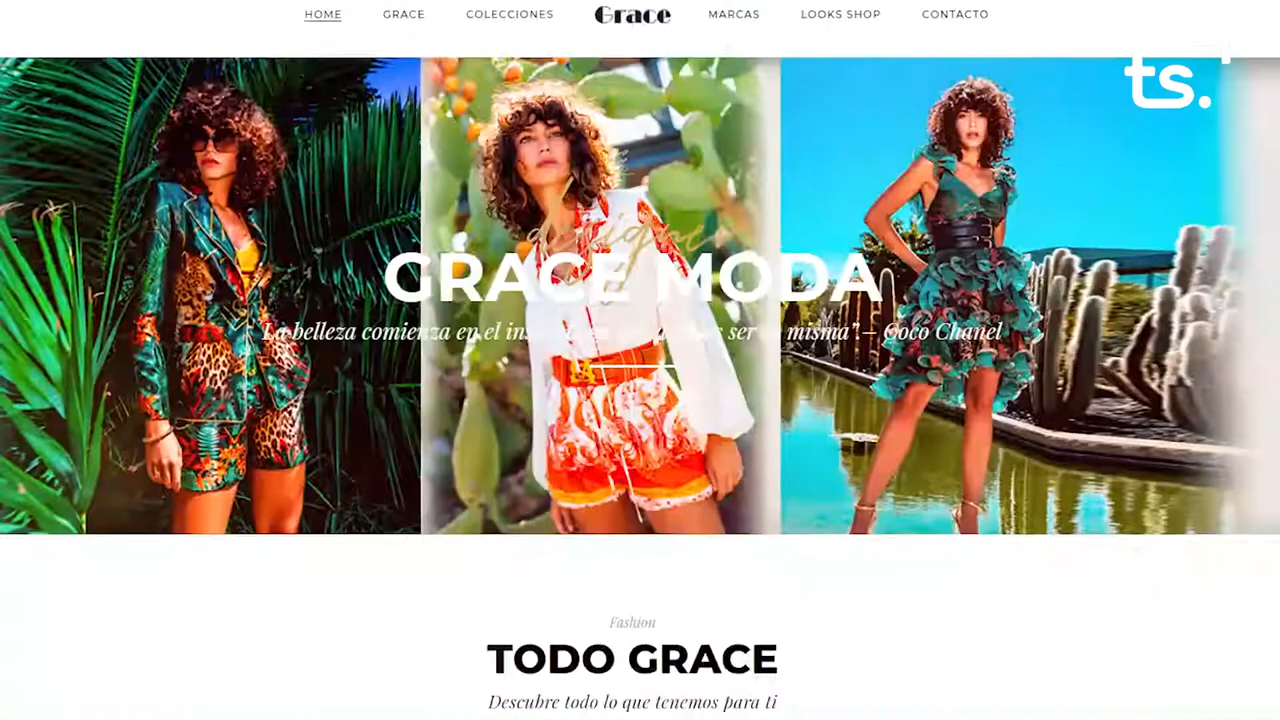 HOME GRACE COLECCIONES Grace MARCAS LOOKS SHOP CONTACTO
ts.
GRACE MODA
"La belleza comienza en el ser misma". – Coco Chanel
Fashion
TODO GRACE
Descubre todo lo que tenemos para ti